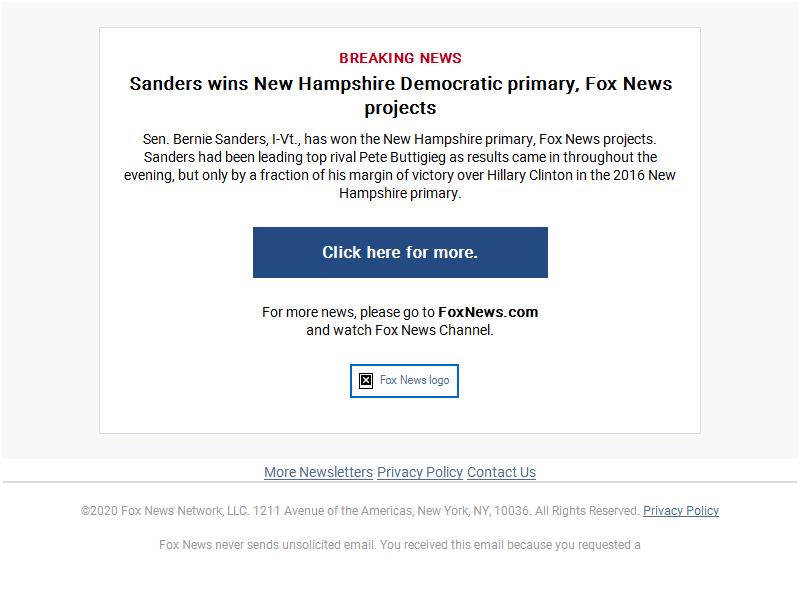 BREAKING NEWS
Sanders wins New Hampshire Democratic primary, Fox News
projects
Sen. Bernie Sanders, I-Vt., has won the New Hampshire primary, Fox News projects.
Sanders had been leading top rival Pete Buttigieg as results came in throughout the
evening, but only by a fraction of his margin of victory over Hillary Clinton in the 2016 New
Hampshire primary.
Click here for more.
For more news, please go to FoxNews.com
and watch Fox News Channel.
Fox News logo
More Newsletters Privacy Policy Contact Us
©2020 Fox News Network, LLC. 1211 Avenue of the Americas, New York, NY, 10036. All Rights Reserved. Privacy Policy
Fox News never sends unsolicited email. You received this email because you requested a